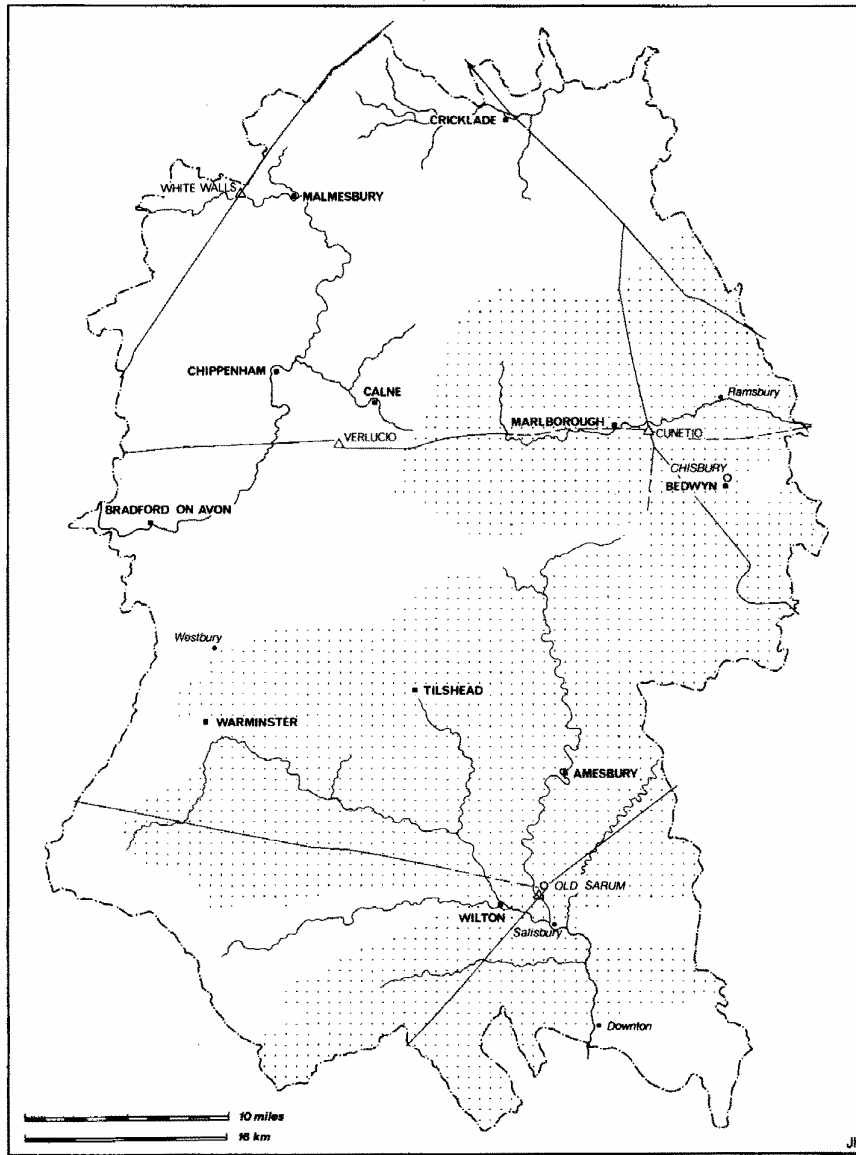 CRICKLADE
WHITE WALLS
MALMESBURY
CHIPPENHAM
CALNE
Ramsbury
MARLBOROUGH
CUNETIO
VERLUCIO
CHISBURY
BEDWYN
BRADFORD ON AVON
Westbury
TILSHEAD
WARMINSTER
AMESBURY
OLD SARUM
WILTON
Salisbury
Downton
10 miles
16 km